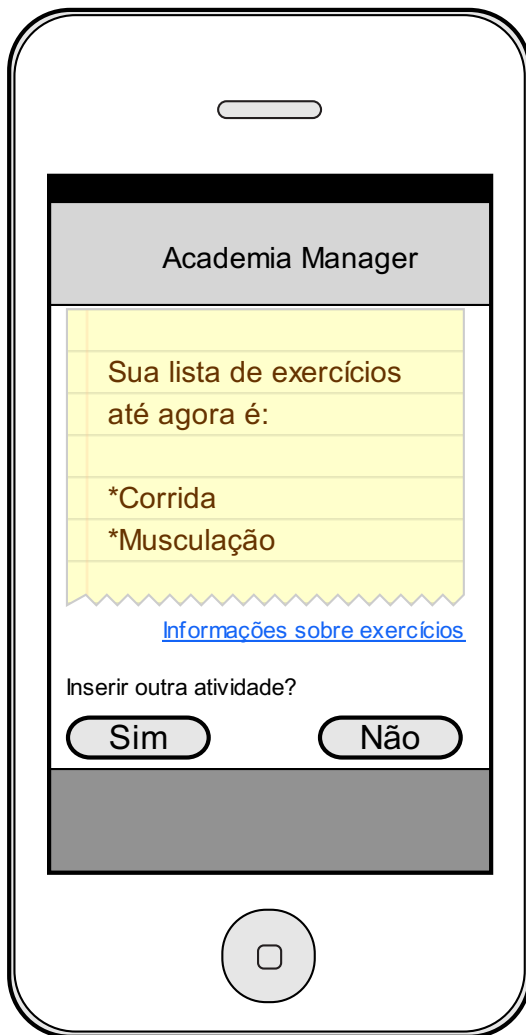 Academia Manager
Sua lista de exercícios
até agora é:
*Corrida
*Musculação
Informações sobre exercícios
Inserir outra atividade?
Sim Não